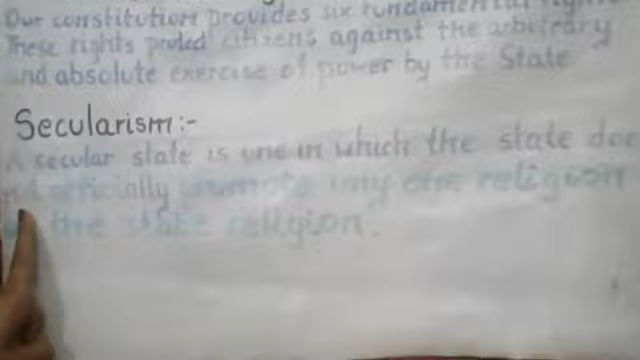 Our constitution provides six fundamental rights
These rights protect citizens against the arbitrary
and absolute exercise of power by the State
Secularism:-
A secular state is one in which the state does
not officially promote any one religion
as the state religion.